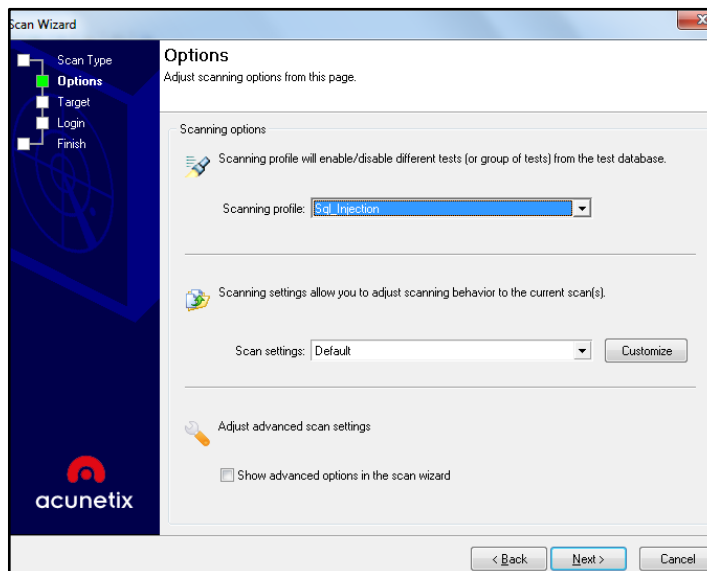 Scan Wizard
Scan Type
Options
Target
Login
Finish
Options
Adjust scanning options from this page.
Scanning options
Scanning profile will enable/disable different tests (or group of tests) from the test database.
Scanning profile: Sql_Injection
Scanning settings allow you to adjust scanning behavior to the current scan(s).
Scan settings: Default Customize
Adjust advanced scan settings
Show advanced options in the scan wizard
acunetix
< Back Next > Cancel